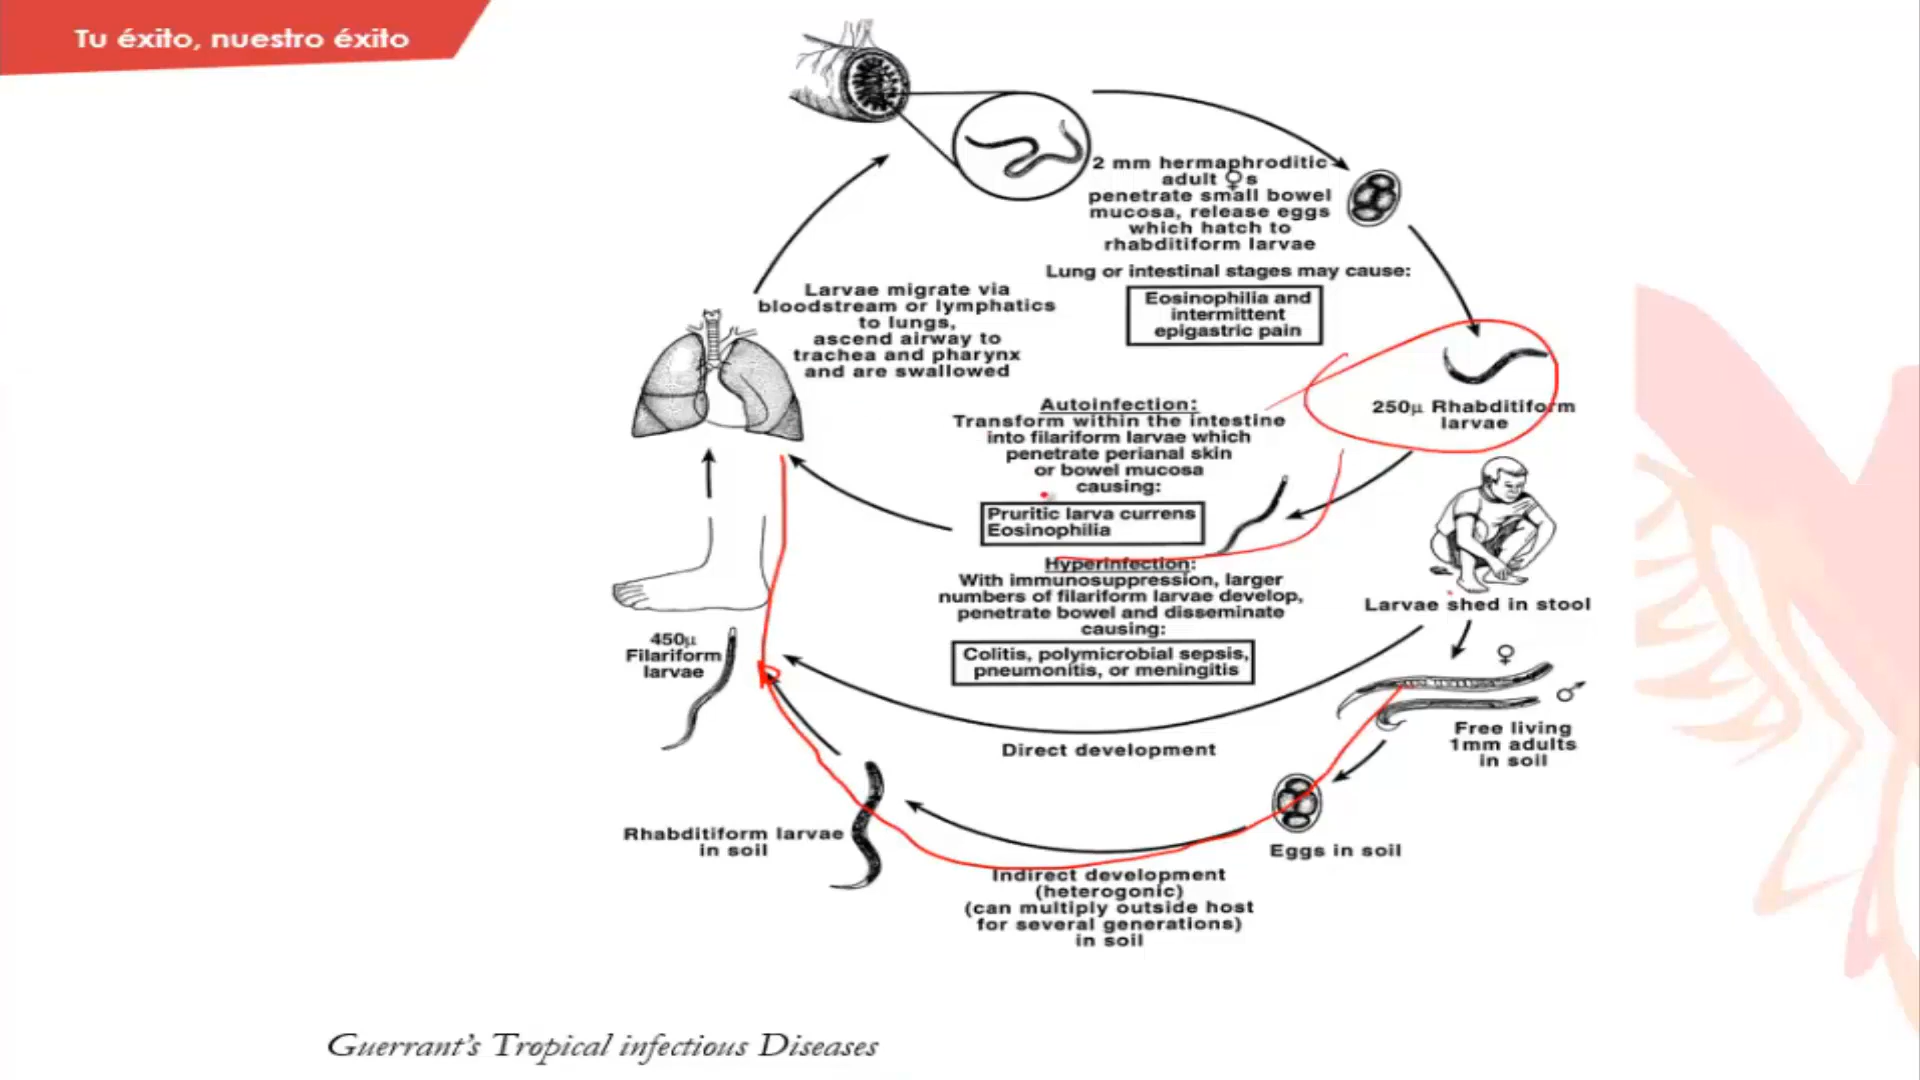 Tu éxito, nuestro éxito
2 mm hermaphroditic
adult ♀s
penetrate small bowel
mucosa, release eggs
which hatch to
rhabditiform larvae
Lung or intestinal stages may cause:
Eosinophilia and
intermittent
epigastric pain
Larvae migrate via
bloodstream or lymphatics
to lungs,
ascend airway to
trachea and pharynx
and are swallowed
250µ Rhabditiform
larvae
Autoinfection:
Transform within the intestine
into filariform larvae which
penetrate perianal skin
or bowel mucosa
causing:
Pruritic larva currens
Eosinophilia
Hyperinfection:
With immunosuppression, larger
numbers of filariform larvae develop,
penetrate bowel and disseminate
causing:
Colitis, polymicrobial sepsis,
pneumonitis, or meningitis
Larvae shed in stool
450µ
Filariform
larvae
♀
♂
Free living
1mm adults
in soil
Direct development
Rhabditiform larvae
in soil
Eggs in soil
Indirect development
(heterogonic)
(can multiply outside host
for several generations)
in soil
Guerrant's Tropical infectious Diseases